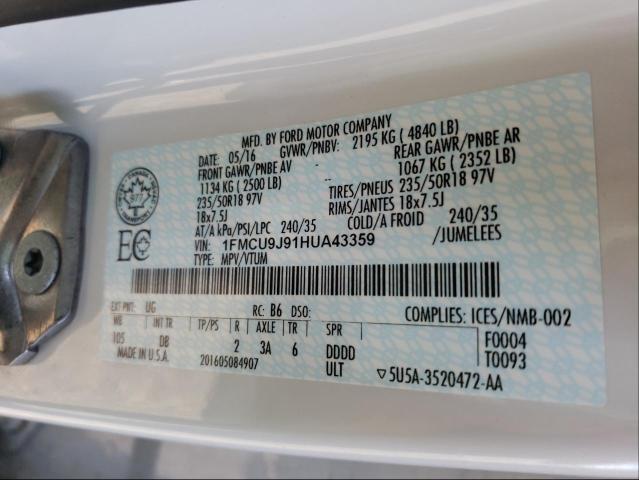 MFD. BY FORD MOTOR COMPANY
DATE: 05/16 GVWR/PNBV: 2195 KG ( 4840 LB)
FRONT GAWR/PNBE AV REAR GAWR/PNBE AR
1134 KG ( 2500 LB) 1067 KG ( 2352 LB)
235/50R18 97V TIRES/PNEUS 235/50R18 97V
18x7.5J RIMS/JANTES 18x7.5J
AT/A kPa/PSI/LPC 240/35 COLD/A FROID 240/35
VIN: 1FMCU9J91HUA43359 /JUMELEES
TYPE: MPV/VTUM
EC
EXT PNT: UG RC: B6 DSO: COMPLIES: ICES/NMB-002
WB INT TR TP/PS R AXLE TR SPR F0004
105 DB 2 3A 6 DDDD T0093
MADE IN U.S.A. 201605084907 ULT ▽5U5A-3520472-AA